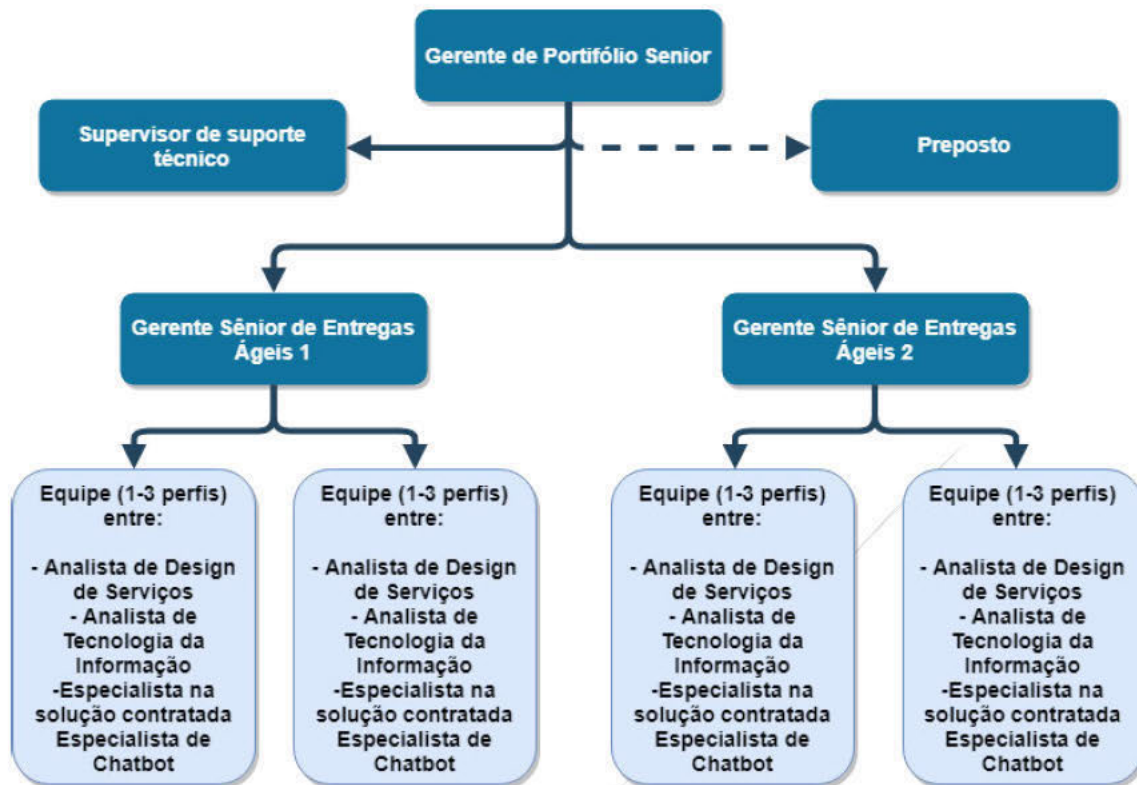 Gerente de Portifólio Senior
Supervisor de suporte
técnico
Preposto
Gerente Sênior de Entregas
Ágeis 1
Gerente Sênior de Entregas
Ágeis 2
Equipe (1-3 perfis)
entre:
- Analista de Design
de Serviços
- Analista de
Tecnologia da
Informação
-Especialista na
solução contratada
Especialista de
Chatbot
Equipe (1-3 perfis)
entre:
- Analista de Design
de Serviços
- Analista de
Tecnologia da
Informação
-Especialista na
solução contratada
Especialista de
Chatbot
Equipe (1-3 perfis)
entre:
- Analista de Design
de Serviços
- Analista de
Tecnologia da
Informação
-Especialista na
solução contratada
Especialista de
Chatbot
Equipe (1-3 perfis)
entre:
- Analista de Design
de Serviços
- Analista de
Tecnologia da
Informação
-Especialista na
solução contratada
Especialista de
Chatbot